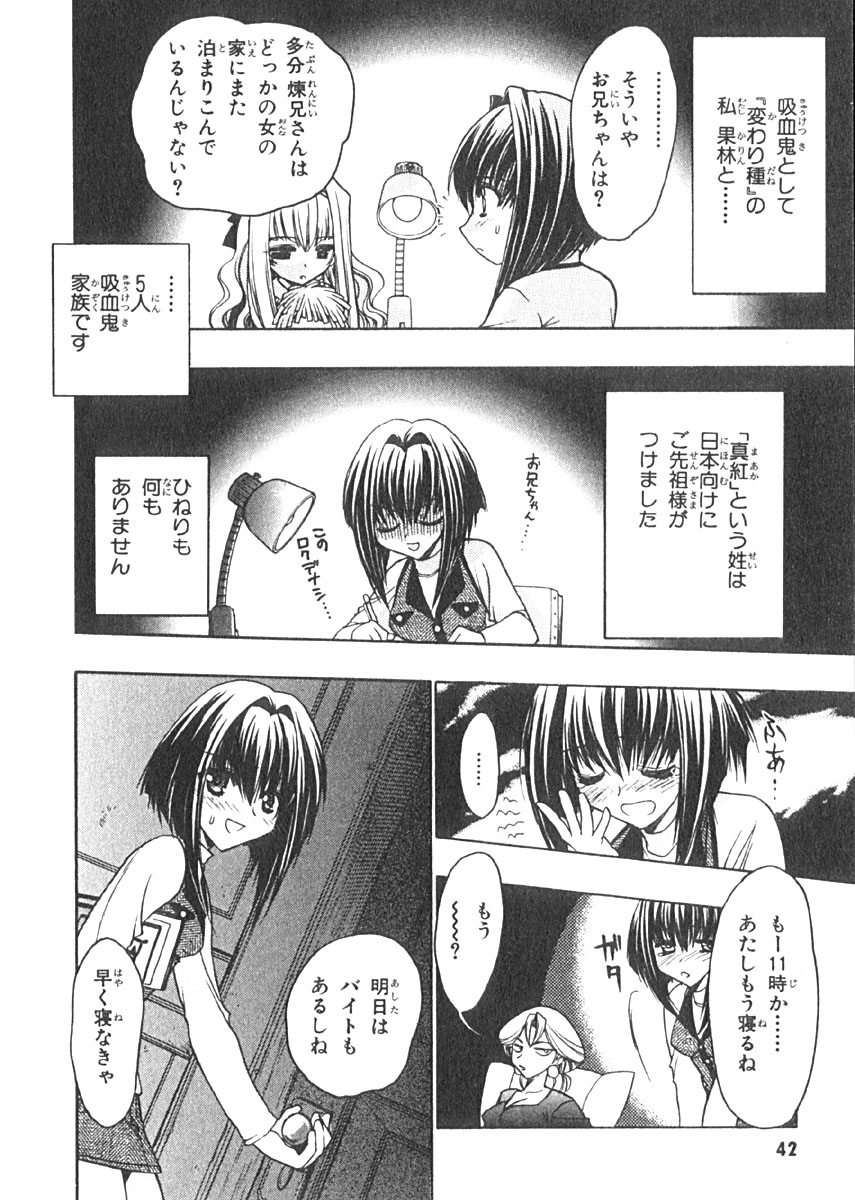 吸血鬼として
『変わり種』の
私 果林と……
…………
そういや
お兄ちゃんは？
多分 煉兄さんは
どっかの女の
家にまた
泊まりこんで
いるんじゃない？
……
5人
吸血鬼
家族です
「真紅」という姓は
日本向けに
ご先祖様が
つけました
お兄ちゃん…
この
ロクデナシ…
ひねりも
何も
ありません
ふあ…
……
もー11時か……
あたしもう寝るね
ガタ
もう
〜〜〜？
明日は
バイトも
あるしね
早く寝なきゃ
42